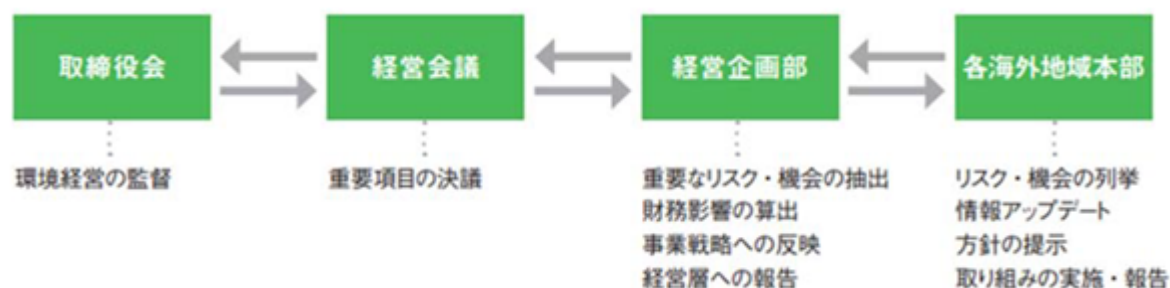 取締役会
経営会議
経営企画部
各海外地域本部
環境経営の監督
重要項目の決議
重要なリスク・機会の抽出
財務影響の算出
事業戦略への反映
経営層への報告
リスク・機会の列挙
情報アップデート
方針の提示
取り組みの実施・報告